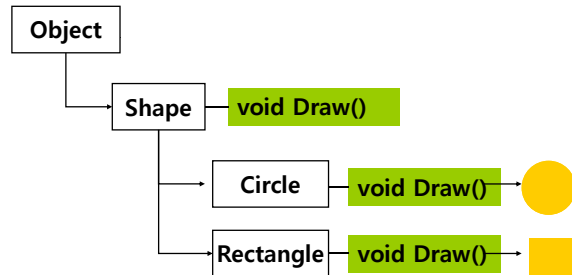 Object
Shape void Draw()
Circle void Draw()
Rectangle void Draw()